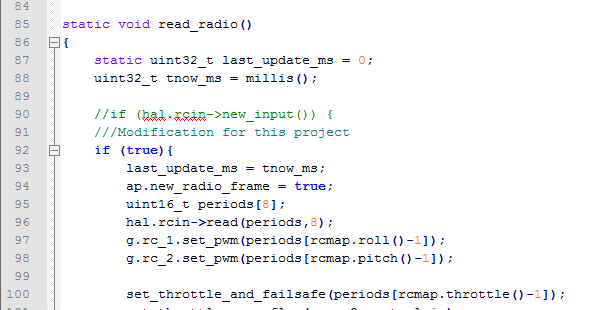 84
85 static void read_radio()
86 {
87 static uint32_t last_update_ms = 0;
88 uint32_t tnow_ms = millis();
89
90 //if (hal.rcin->new_input()) {
91 ///Modification for this project
92 if (true){
93 last_update_ms = tnow_ms;
94 ap.new_radio_frame = true;
95 uint16_t periods[8];
96 hal.rcin->read(periods,8);
97 g.rc_1.set_pwm(periods[rcmap.roll()-1]);
98 g.rc_2.set_pwm(periods[rcmap.pitch()-1]);
99
100 set_throttle_and_failsafe(periods[rcmap.throttle()-1]);